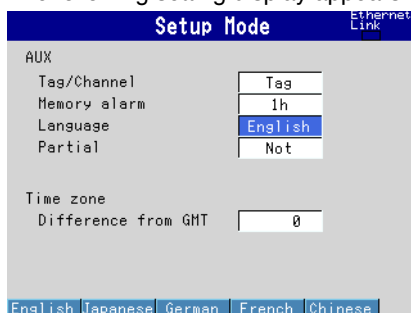 Setup Mode
Ethernet
Link
AUX
Tag/Channel Tag
Memory alarm 1h
Language English
Partial Not
Time zone
Difference from GMT 0
English Japanese German French Chinese